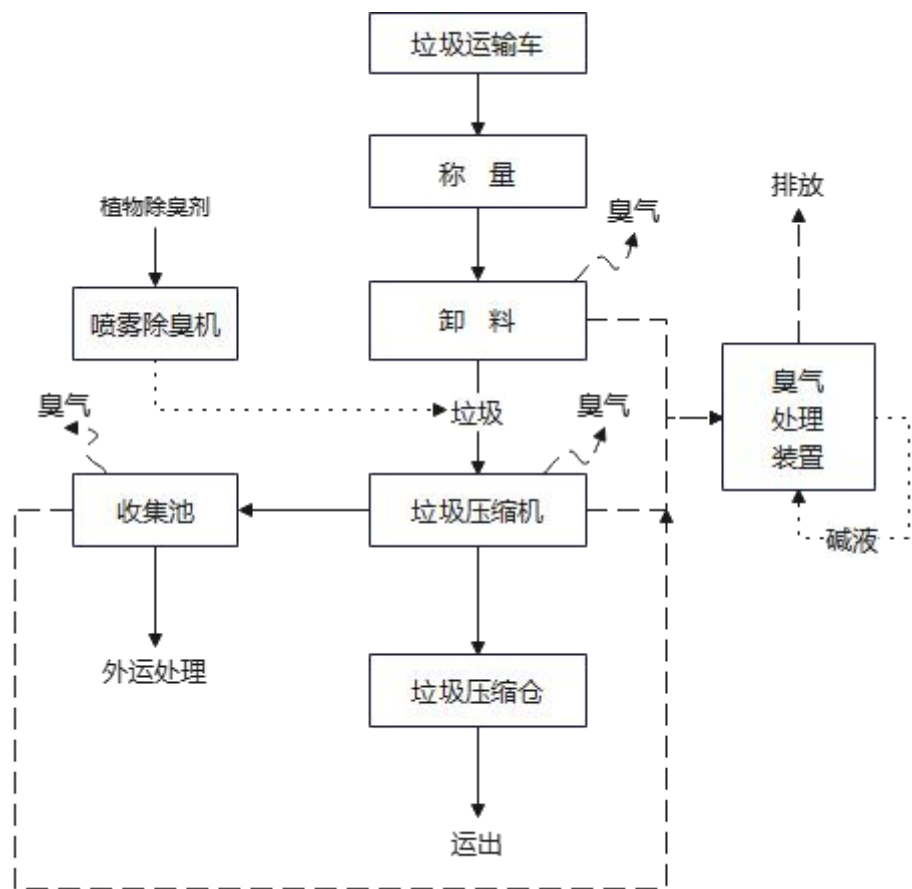 垃圾运输车
称 量
排放
植物除臭剂
臭气
喷雾除臭机
卸 料
臭气
处理
装置
臭气
垃圾
臭气
收集池
垃圾压缩机
碱液
外运处理
垃圾压缩仓
运出